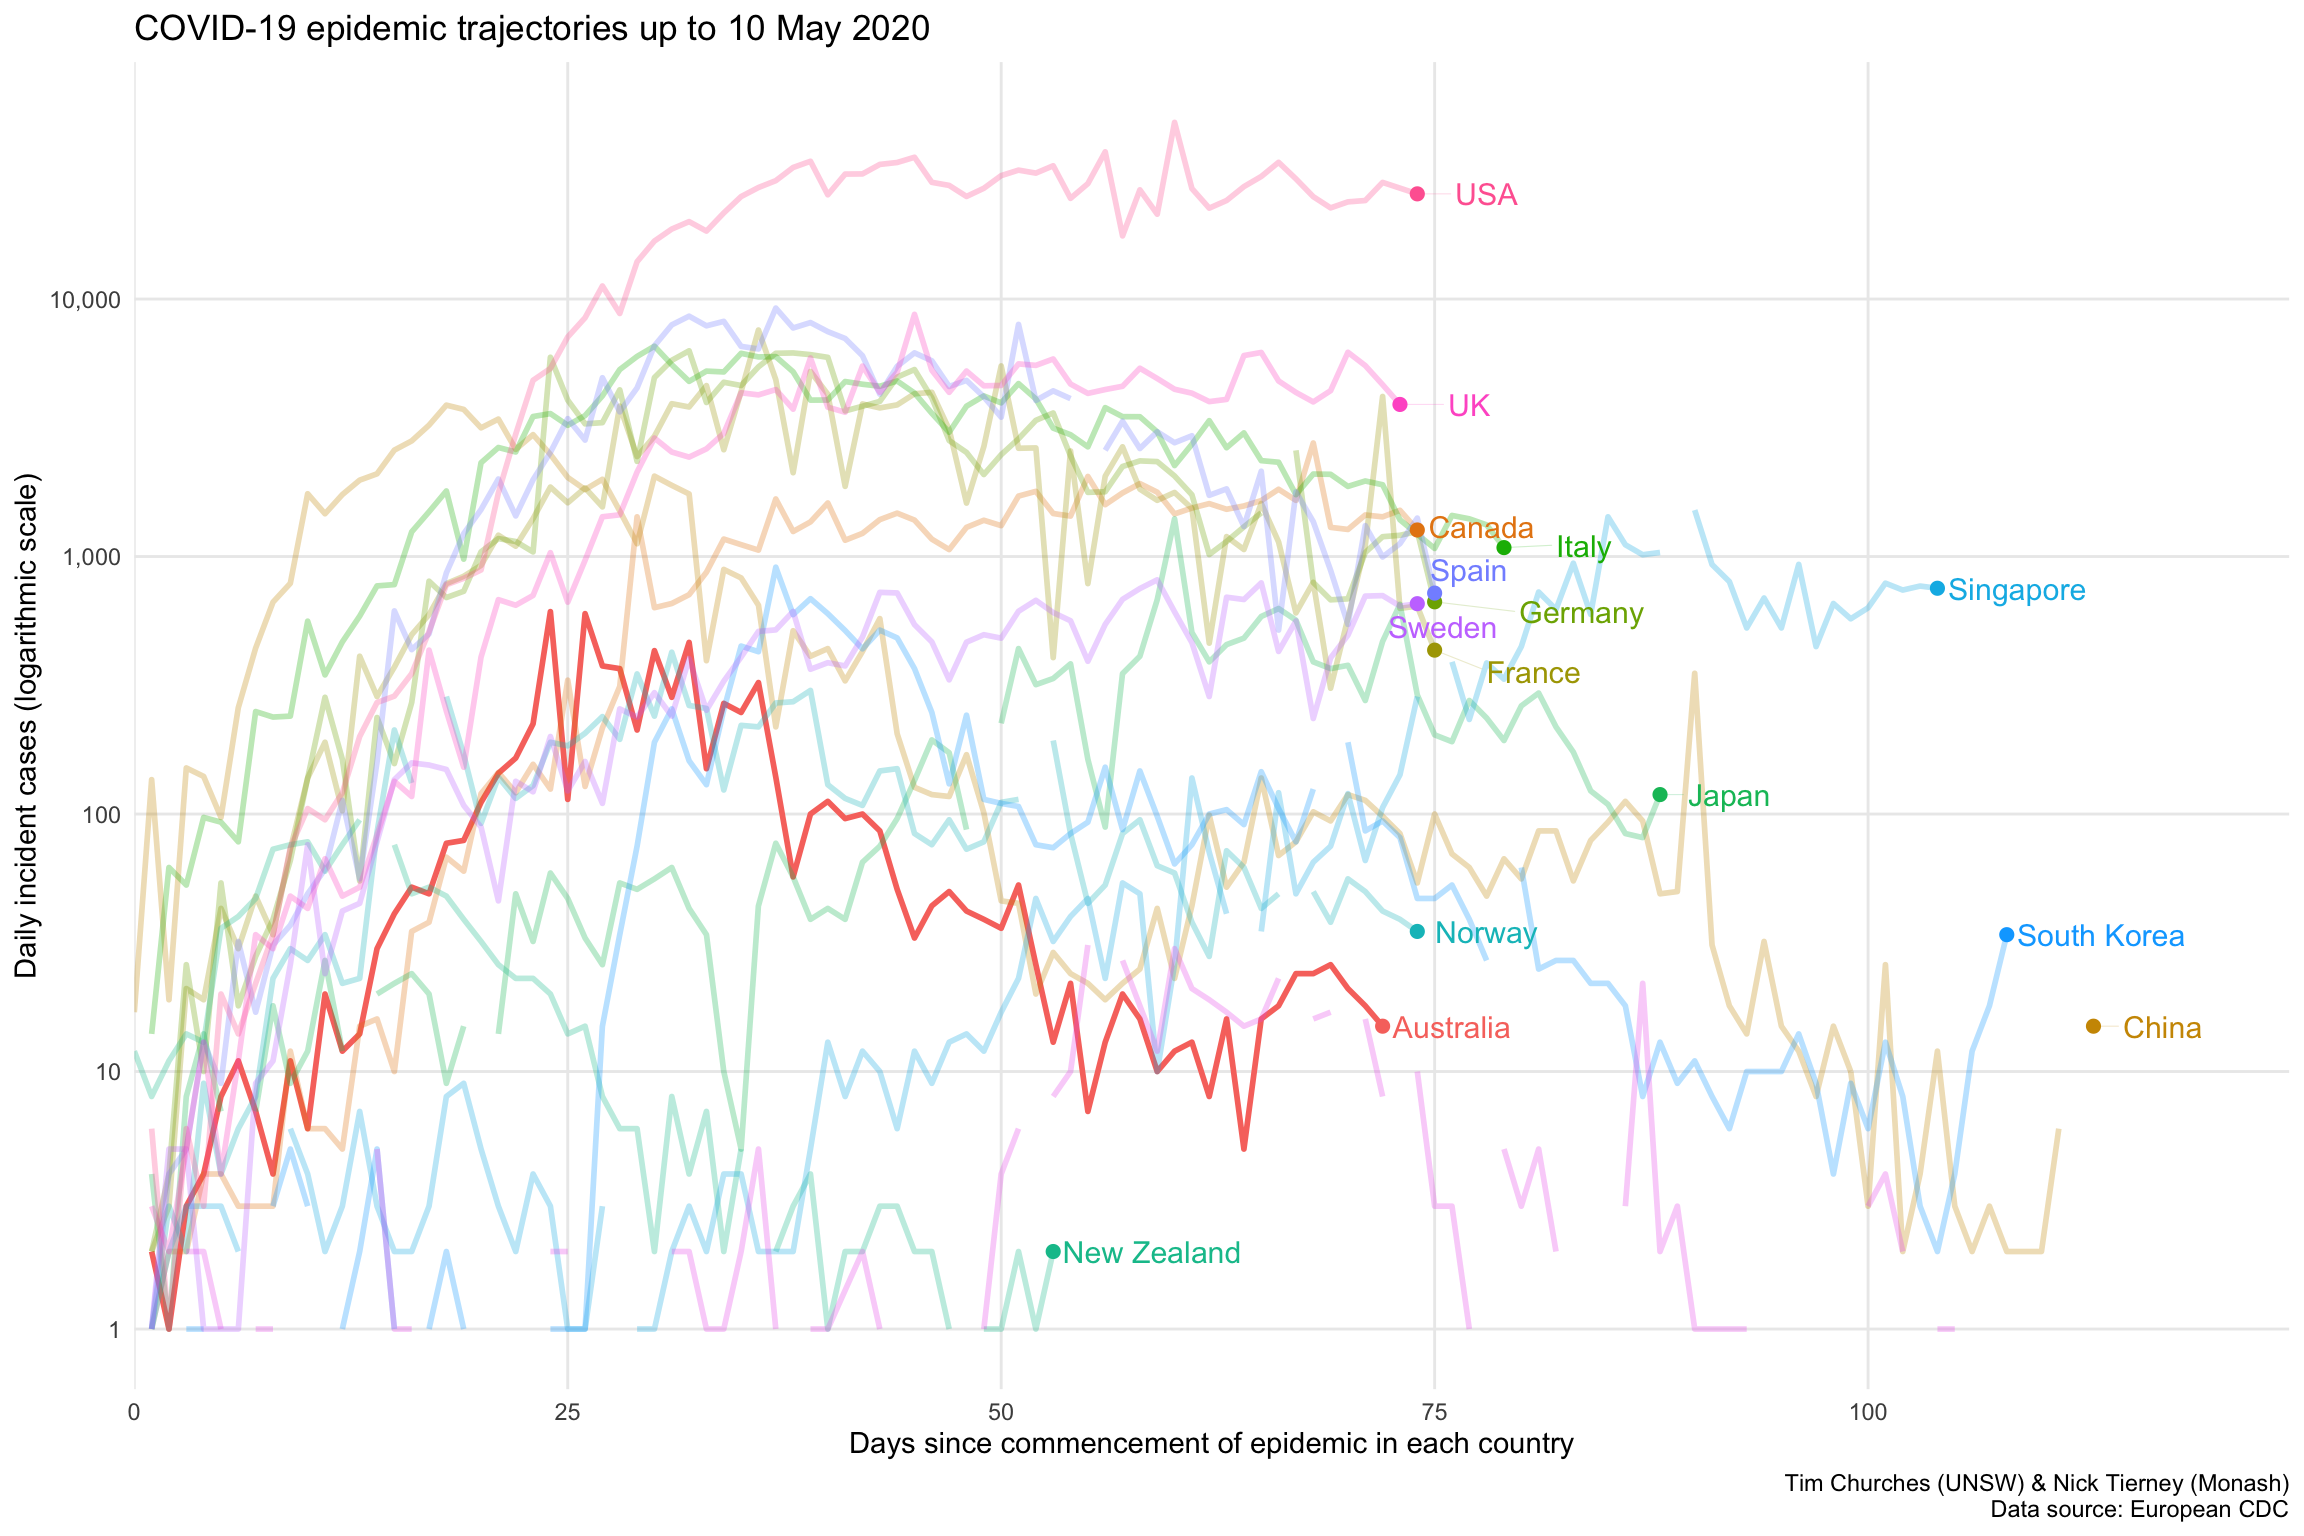 COVID-19 epidemic trajectories up to 10 May 2020
Daily incident cases (logarithmic scale)
10,000
1,000
100
10
1
USA
UK
Canada
Italy
Spain
Singapore
Germany
Sweden
France
Japan
Norway
South Korea
Australia
China
New Zealand
0 25 50 75 100
Days since commencement of epidemic in each country
Tim Churches (UNSW) & Nick Tierney (Monash)
Data source: European CDC